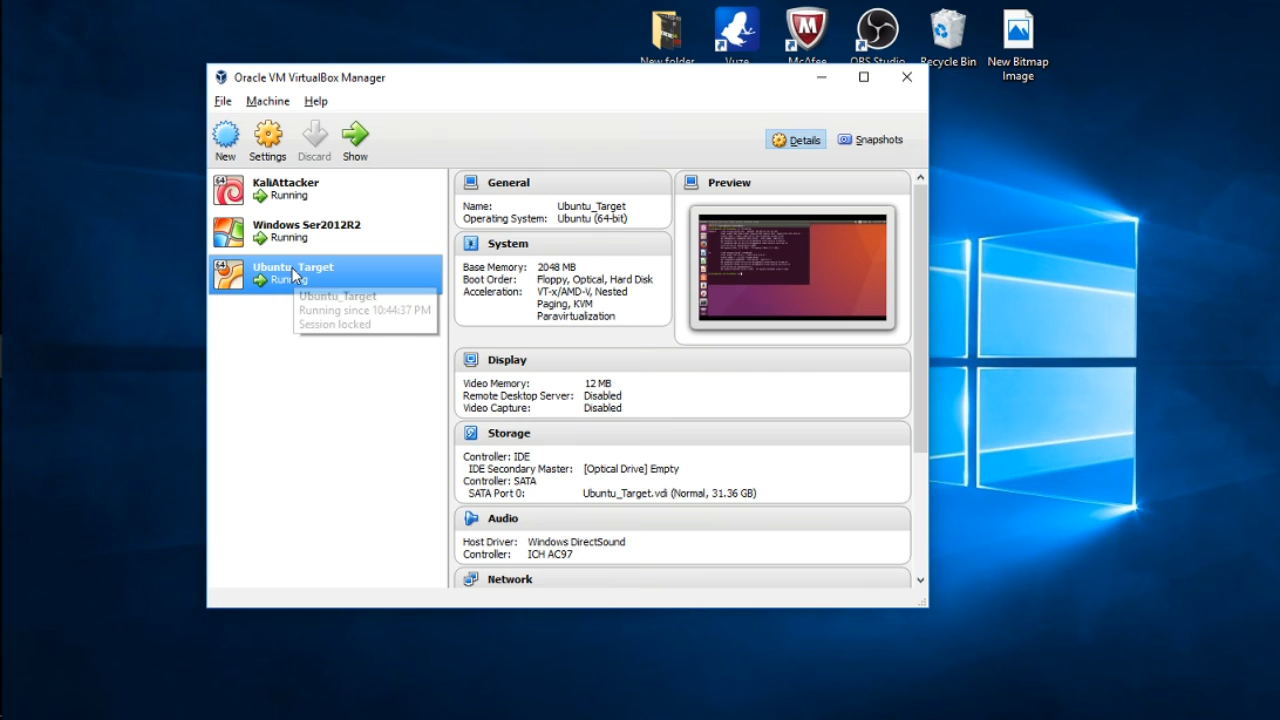 New folder
Vuze
McAfee
OBS Studio
Recycle Bin
New Bitmap
Image
Oracle VM VirtualBox Manager
File Machine Help
New
Settings
Discard
Show
Details
Snapshots
64
KaliAttacker
Running
Windows Ser2012R2
Running
64
Ubuntu_Target
Running
Ubuntu_Target
Running since 10:44:37 PM
Session locked
General
Name: Ubuntu_Target
Operating System: Ubuntu (64-bit)
System
Base Memory: 2048 MB
Boot Order: Floppy, Optical, Hard Disk
Acceleration: VT-x/AMD-V, Nested
Paging, KVM
Paravirtualization
Preview
Display
Video Memory: 12 MB
Remote Desktop Server: Disabled
Video Capture: Disabled
Storage
Controller: IDE
IDE Secondary Master: [Optical Drive] Empty
Controller: SATA
SATA Port 0: Ubuntu_Target.vdi (Normal, 31.36 GB)
Audio
Host Driver: Windows DirectSound
Controller: ICH AC97
Network